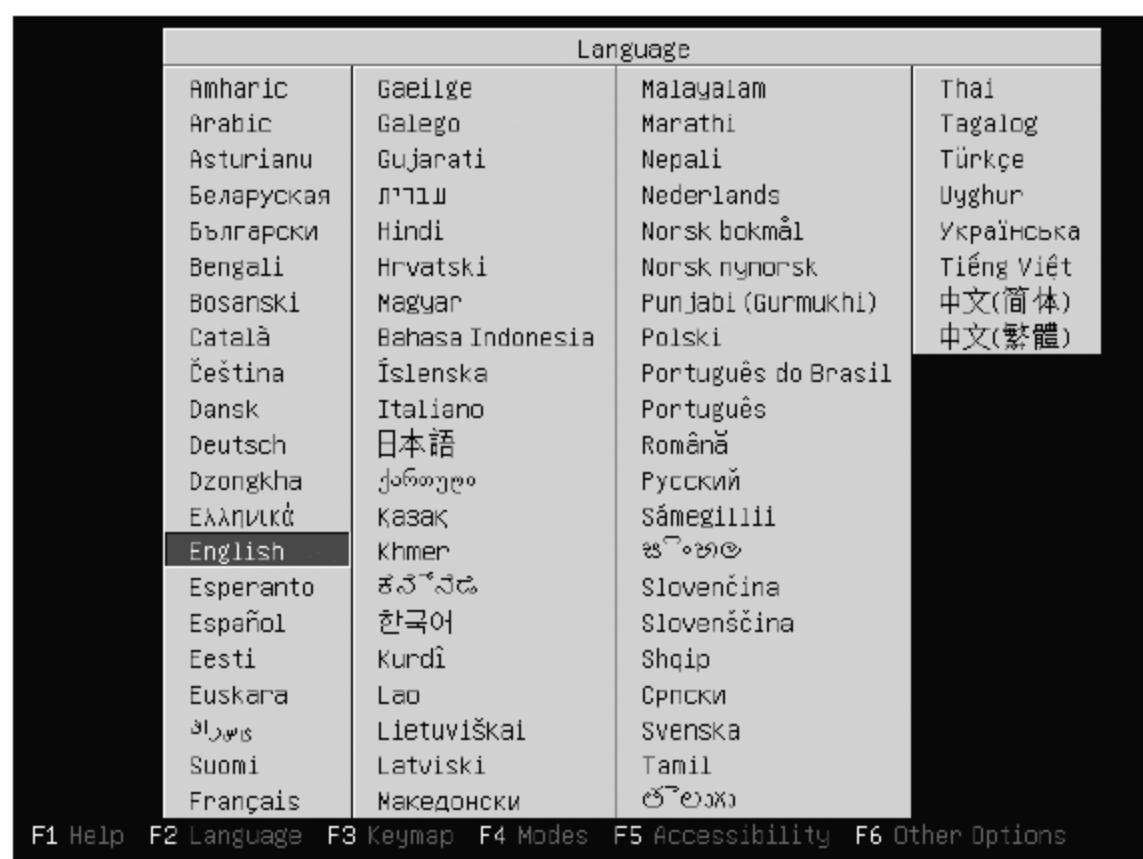 Language
Amharic
Arabic
Asturianu
Беларуская
Български
Bengali
Bosanski
Català
Čeština
Dansk
Deutsch
Dzongkha
Ελληνικά
English
Esperanto
Español
Eesti
Euskara
فارسی
Suomi
Français
Gaeilge
Galego
Gujarati
עברית
Hindi
Hrvatski
Magyar
Bahasa Indonesia
Íslenska
Italiano
日本語
ქართული
Қазақ
Khmer
ಕನ್ನಡ
한국어
Kurdî
Lao
Lietuviškai
Latviski
Македонски
Malayalam
Marathi
Nepali
Nederlands
Norsk bokmål
Norsk nynorsk
Punjabi (Gurmukhi)
Polski
Português do Brasil
Português
Română
Русский
Sámegillii
සිංහල
Slovenčina
Slovenščina
Shqip
Српски
Svenska
Tamil
తెలుగు
Thai
Tagalog
Türkçe
Uyghur
Українська
Tiếng Việt
中文(简体)
中文(繁體)
F1 Help F2 Language F3 Keymap F4 Modes F5 Accessibility F6 Other Options